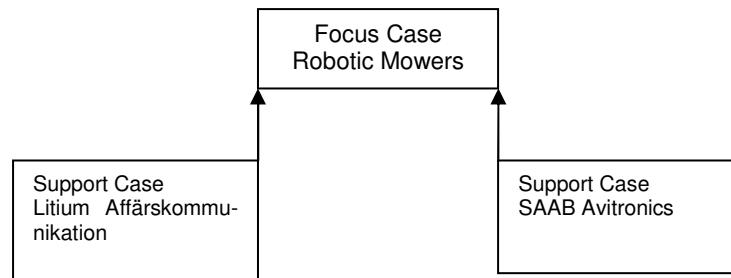 Focus Case
Robotic Mowers
Support Case
Litium Affärskommu-
nikation
Support Case
SAAB Avitronics